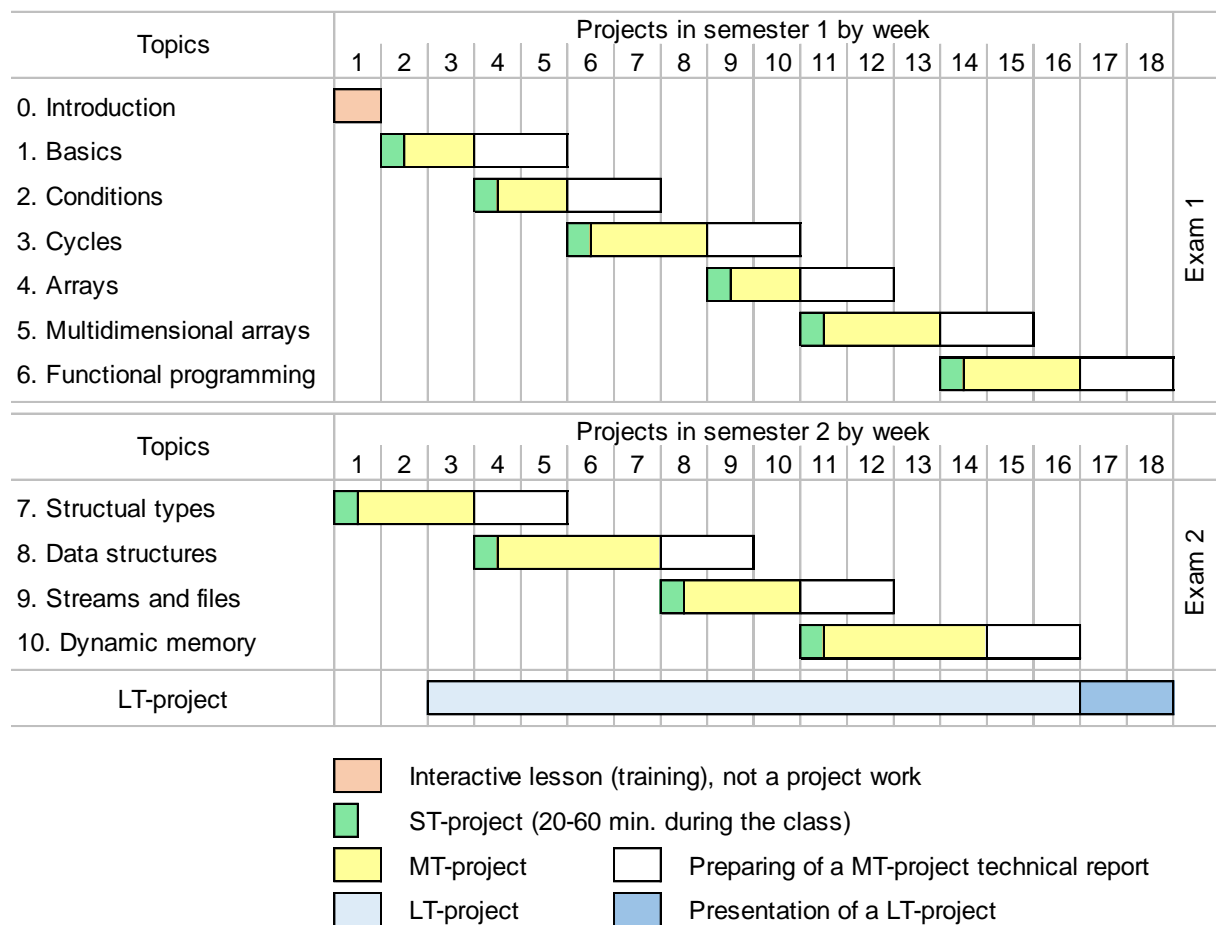 Topics
Projects in semester 1 by week
1 2 3 4 5 6 7 8 9 10 11 12 13 14 15 16 17 18
0. Introduction
1. Basics
2. Conditions
3. Cycles
4. Arrays
5. Multidimensional arrays
6. Functional programming
Exam 1
Topics
Projects in semester 2 by week
1 2 3 4 5 6 7 8 9 10 11 12 13 14 15 16 17 18
7. Structual types
8. Data structures
9. Streams and files
10. Dynamic memory
Exam 2
LT-project
Interactive lesson (training), not a project work
ST-project (20-60 min. during the class)
MT-project
Preparing of a MT-project technical report
LT-project
Presentation of a LT-project